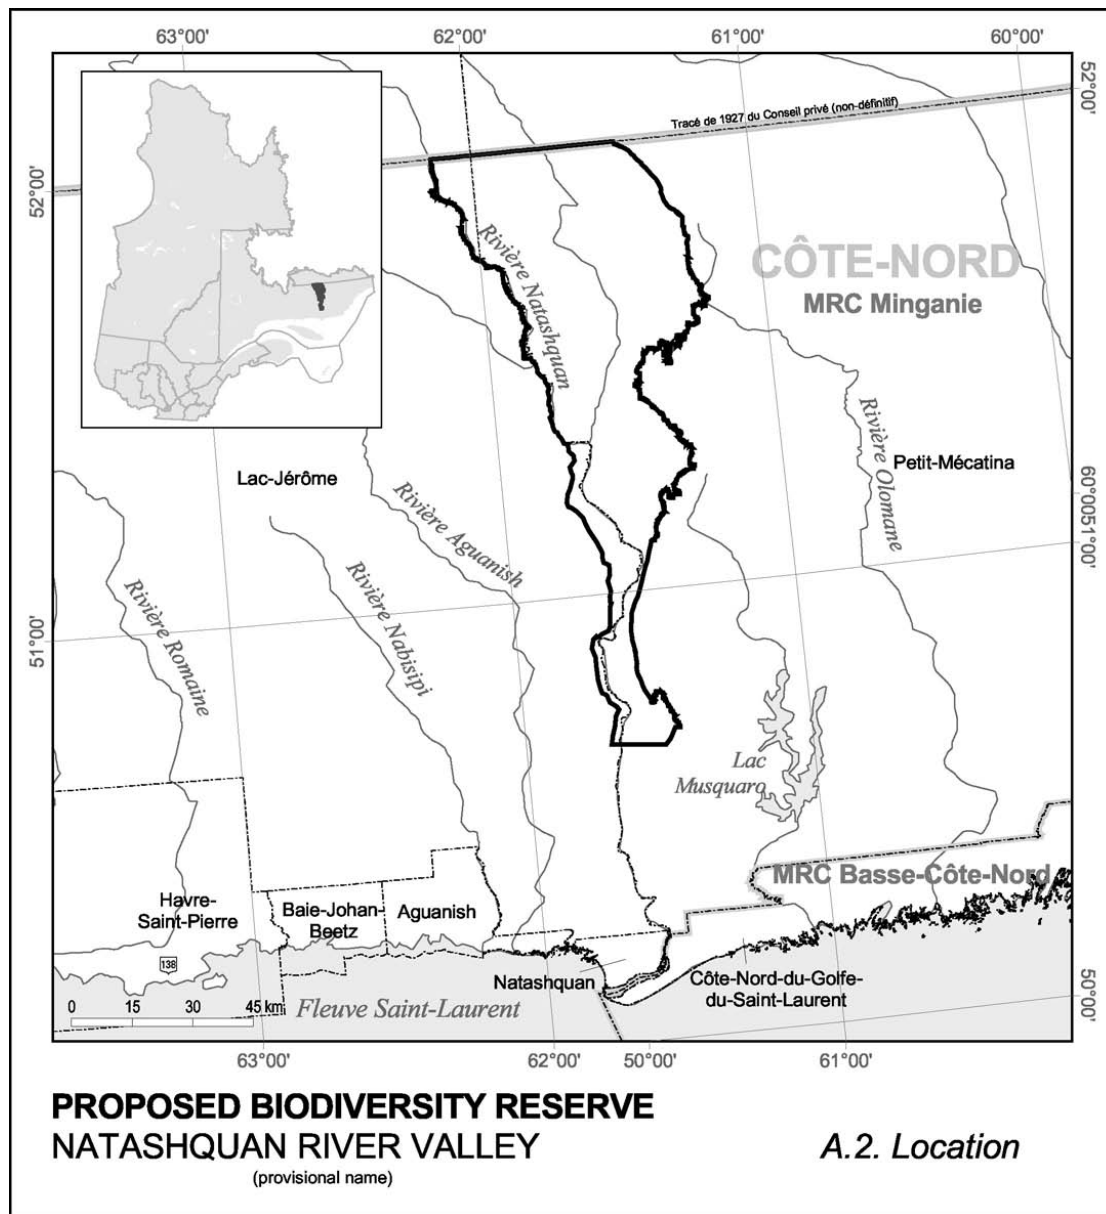 63°00'
62°00'
61°00'
60°00'
52°00'
Tracé de 1927 du Conseil privé (non-définitif)
52°00'
Rivière Natashquan
CÔTE-NORD
MRC Minganie
Rivière Olomane
Petit-Mécatina
Lac-Jérôme
Rivière Aguanish
60°00'
51°00'
Rivière Nabisipi
Rivière Romaine
51°00'
Lac
Musquaro
MRC Basse-Côte-Nord
Havre-
Saint-Pierre
Baie-Johan-
Beetz
Aguanish
138
Natashquan
Côte-Nord-du-Golfe-
du-Saint-Laurent
50°00'
0 15 30 45 km
Fleuve Saint-Laurent
63°00'
62°00'
50°00'
61°00'
PROPOSED BIODIVERSITY RESERVE
NATASHQUAN RIVER VALLEY
(provisional name)
A.2. Location